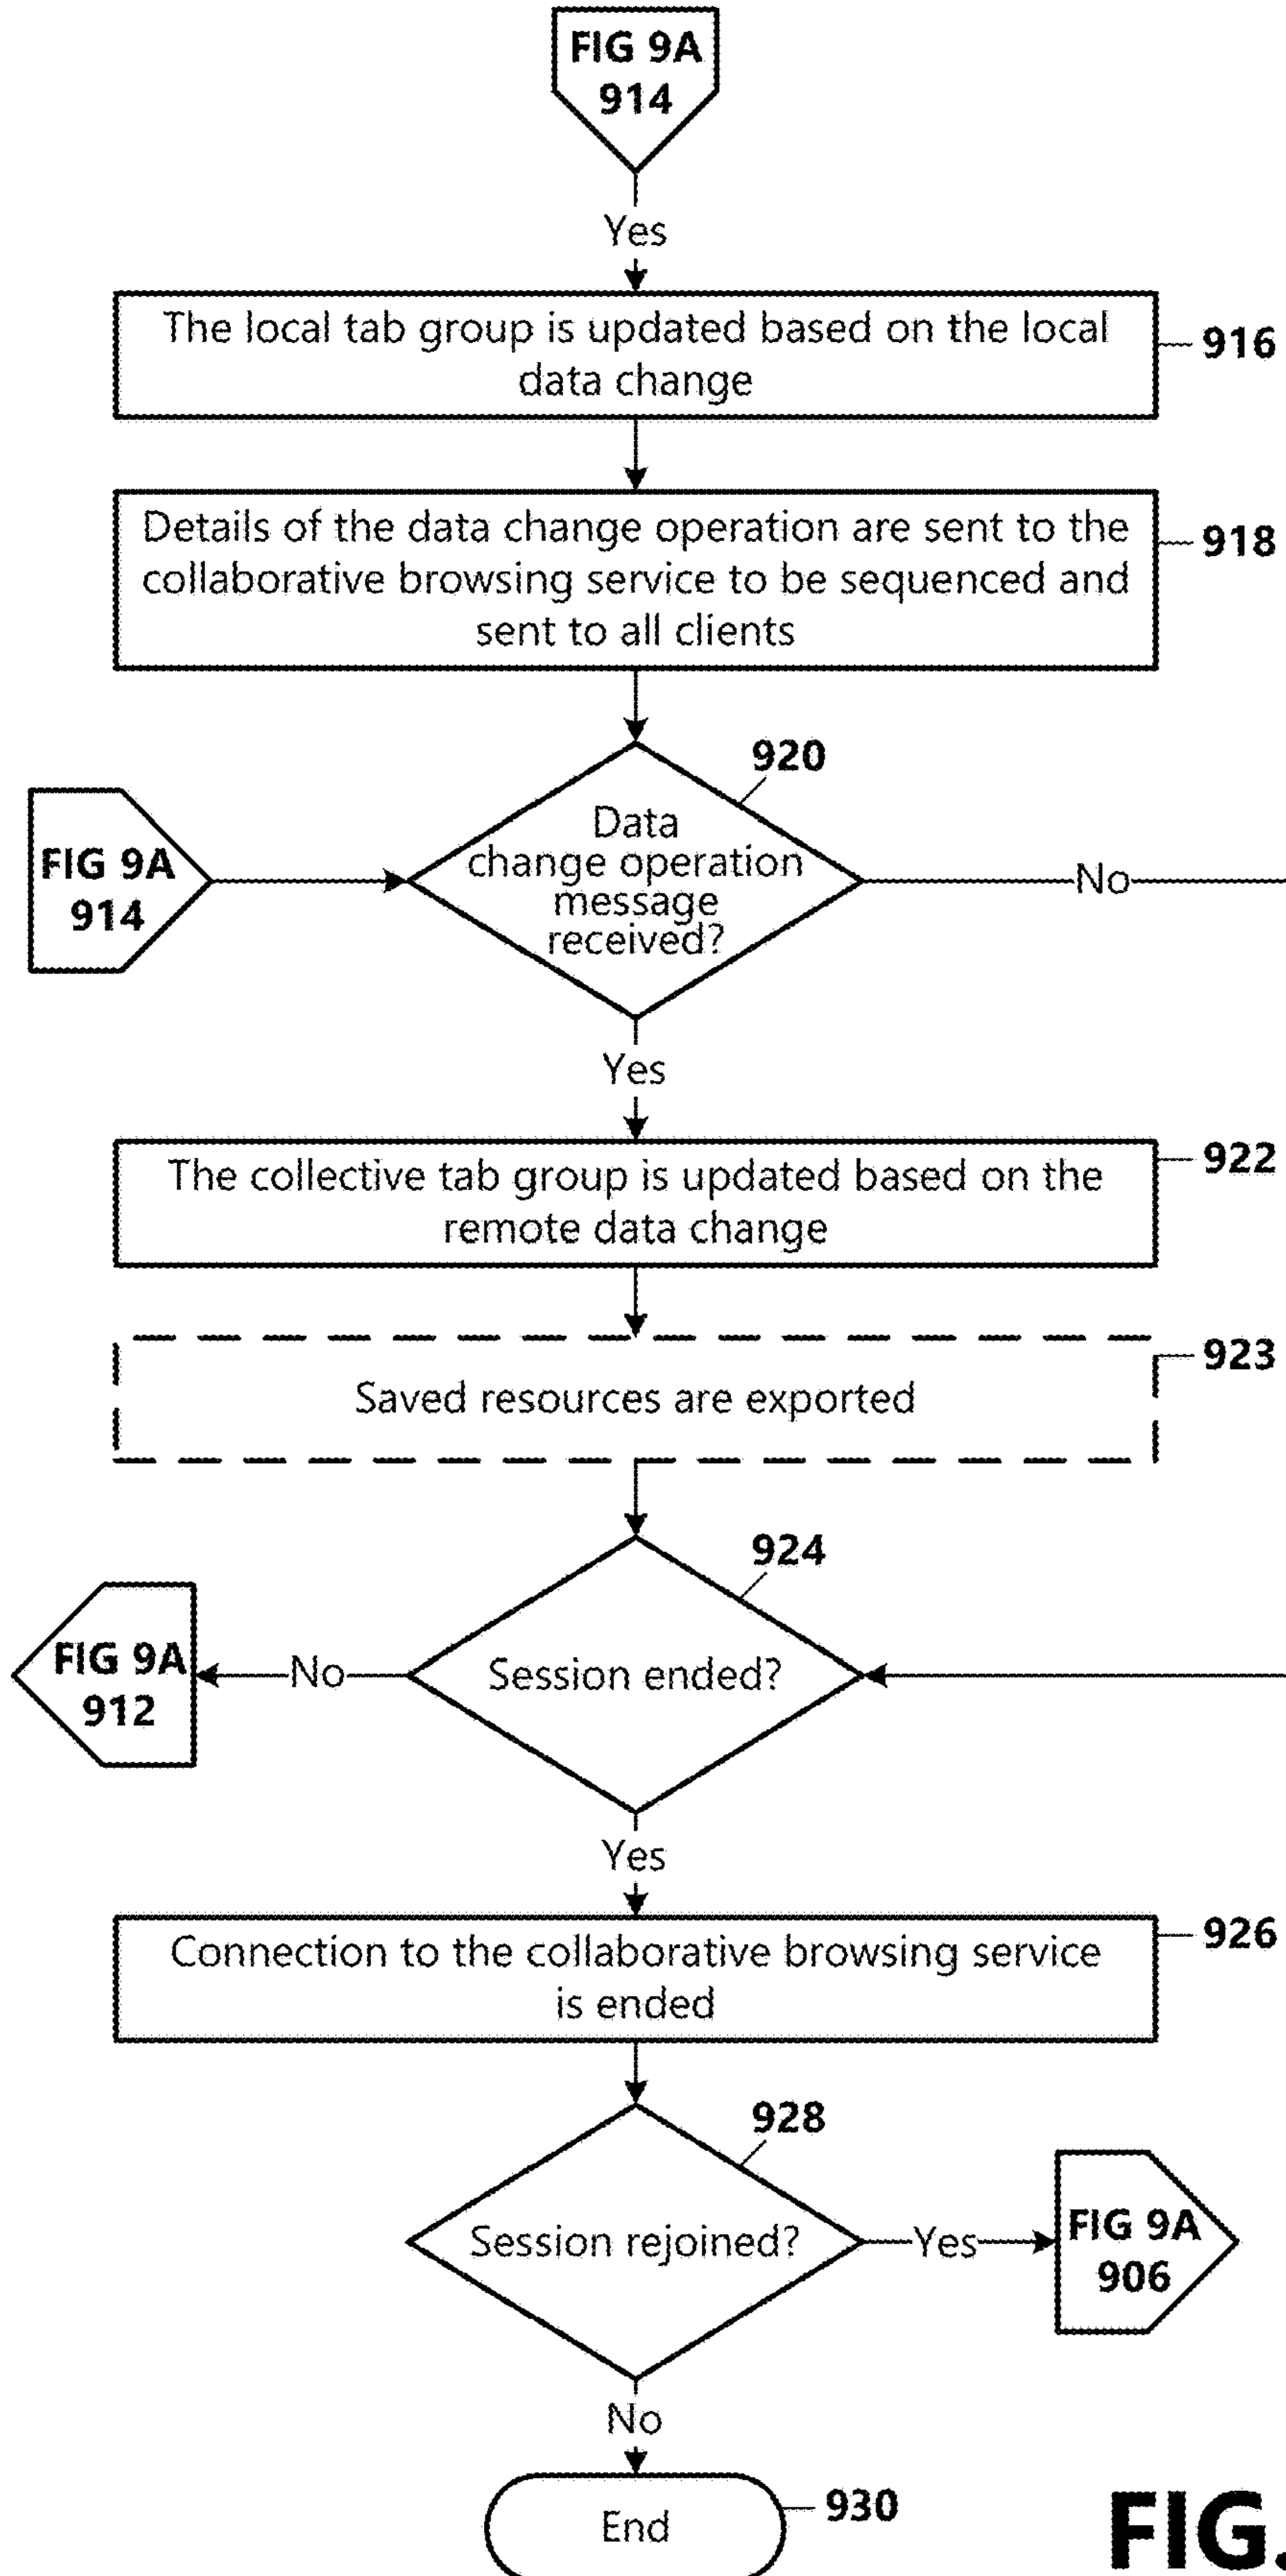 FIG 9A
914
Yes
The local tab group is updated based on the local
data change
916
Details of the data change operation are sent to the
collaborative browsing service to be sequenced and
sent to all clients
918
920
Data
change operation
message
received?
FIG 9A
914
No
Yes
The collective tab group is updated based on the
remote data change
922
Saved resources are exported
923
924
Session ended?
No
FIG 9A
912
Yes
Connection to the collaborative browsing service
is ended
926
928
Session rejoined?
Yes
FIG 9A
906
No
End
930
FIG.